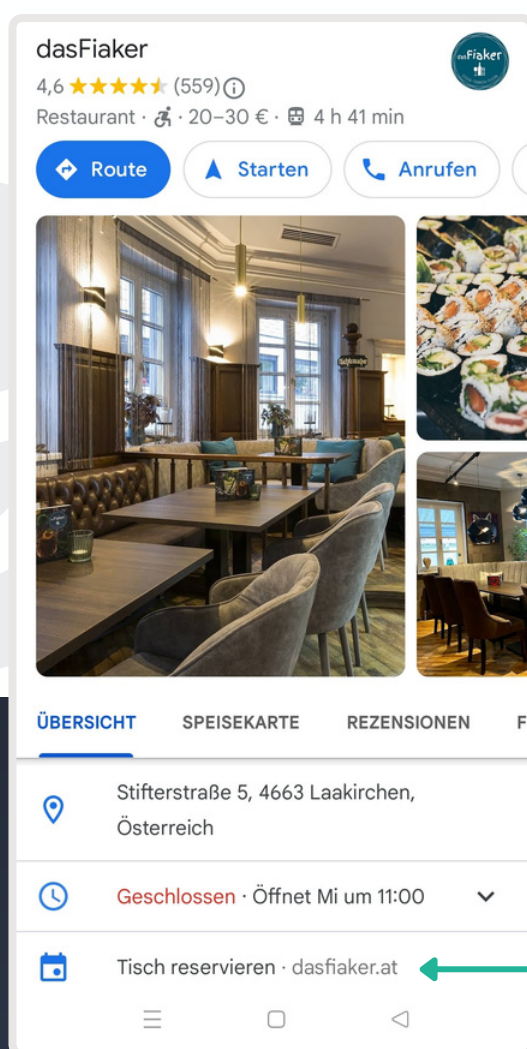 dasFiaker
dasFiaker
4,6 (559)
Restaurant · 20–30 € · 4 h 41 min
Route
Starten
Anrufen
ÜBERSICHT
SPEISEKARTE
REZENSIONEN
F
Stifterstraße 5, 4663 Laakirchen,
Österreich
Geschlossen · Öffnet Mi um 11:00
Tisch reservieren · dasfiaker.at